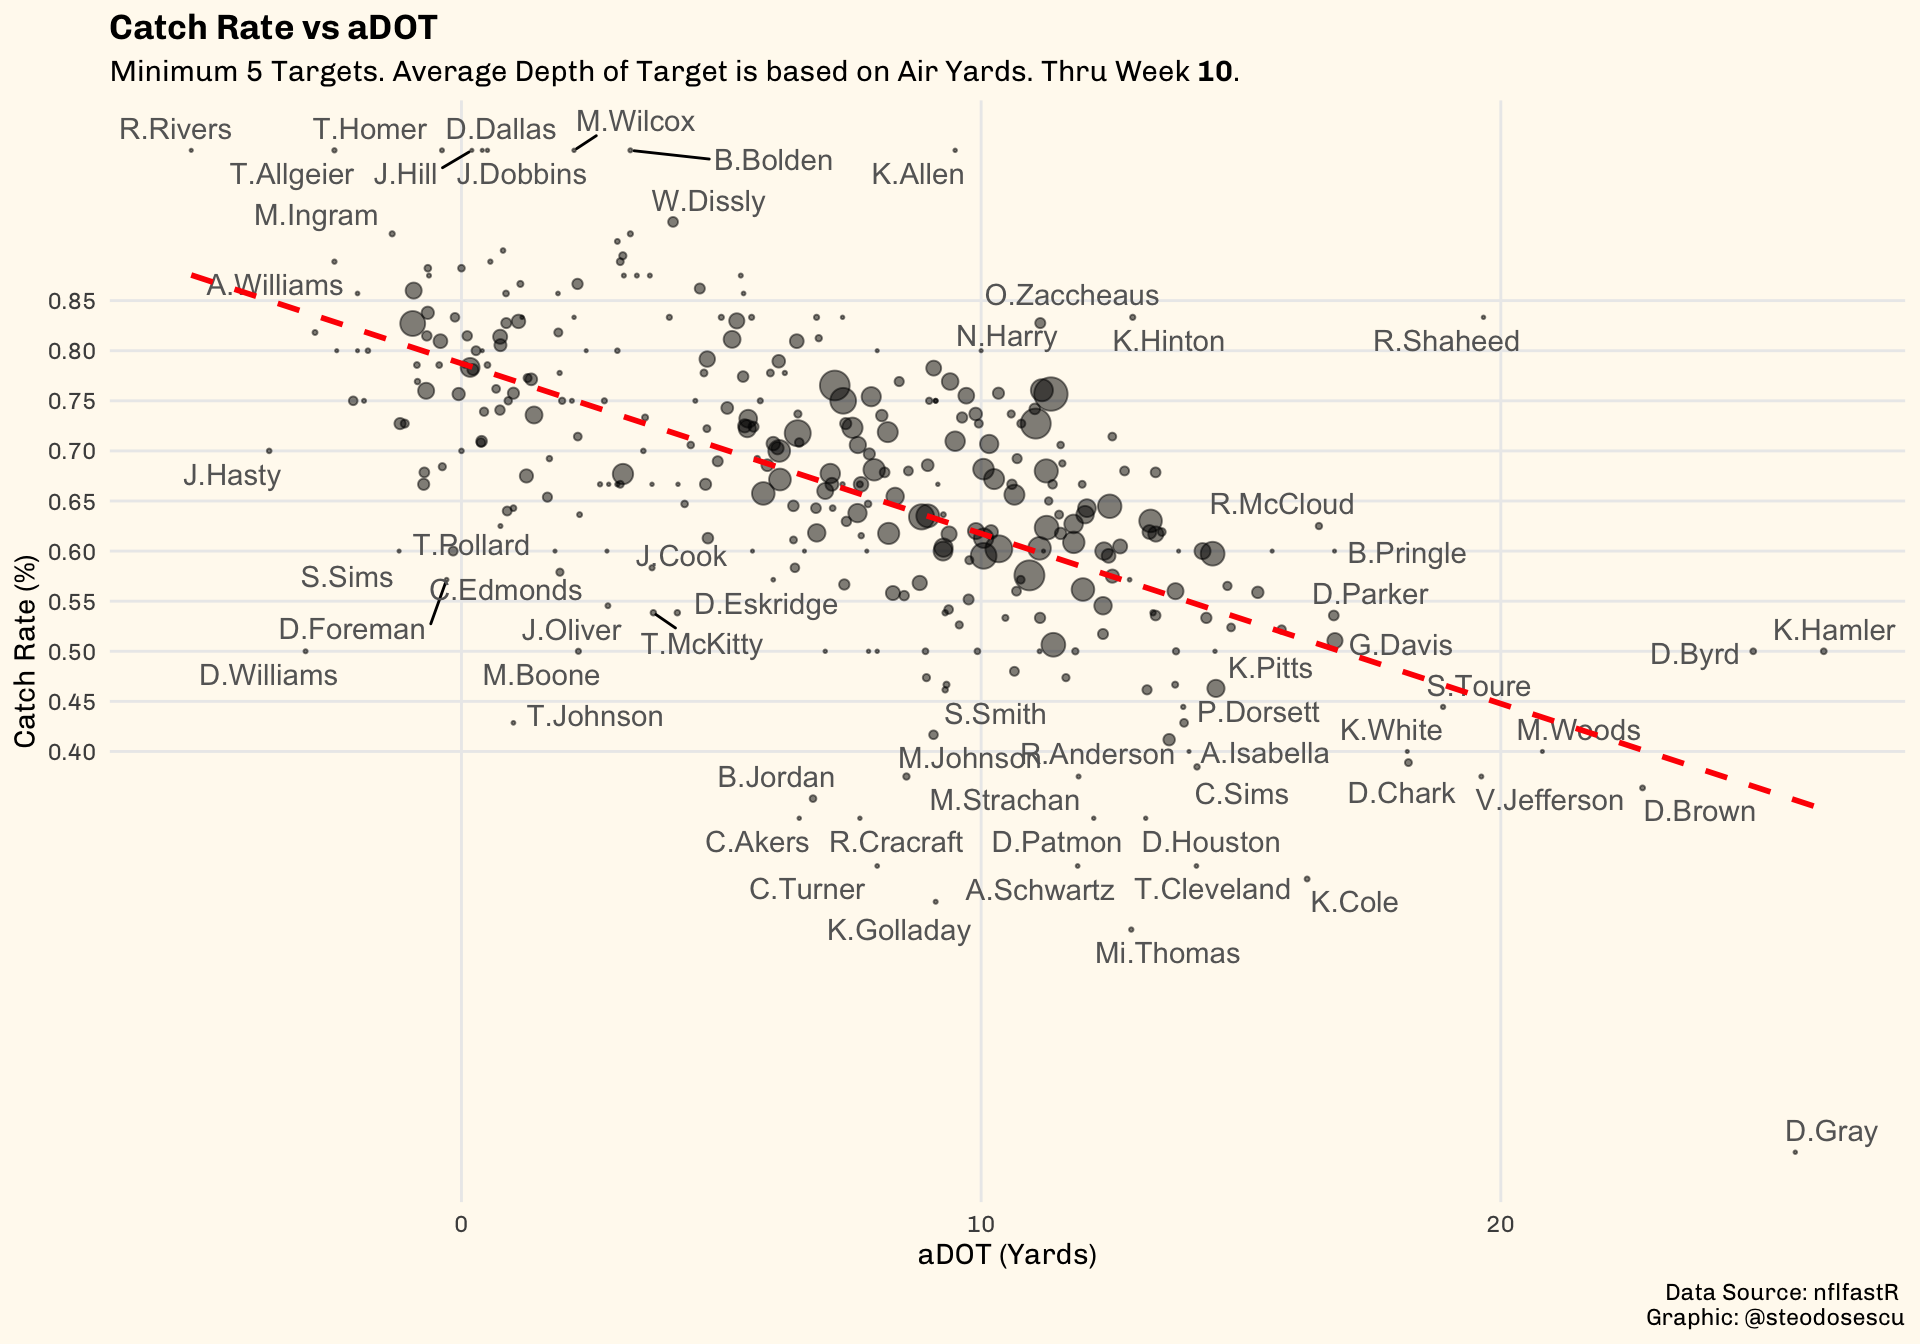 Catch Rate vs aDOT
Minimum 5 Targets. Average Depth of Target is based on Air Yards. Thru Week 10.
R.Rivers
T.Homer
D.Dallas
M.Wilcox
B.Bolden
T.Allgeier
J.Hill
J.Dobbins
K.Allen
W.Dissly
M.Ingram
A.Williams
O.Zaccheaus
N.Harry
K.Hinton
R.Shaheed
J.Hasty
R.McCloud
T.Pollard
J.Cook
B.Pringle
S.Sims
C.Edmonds
D.Eskridge
D.Parker
D.Foreman
J.Oliver
T.McKitty
G.Davis
D.Byrd
K.Hamler
D.Williams
M.Boone
K.Pitts
S.Toure
T.Johnson
S.Smith
P.Dorsett
K.White
M.Woods
M.Johnson
R.Anderson
A.Isabella
B.Jordan
M.Strachan
C.Sims
D.Chark
V.Jefferson
D.Brown
C.Akers
R.Cracraft
D.Patmon
D.Houston
C.Turner
A.Schwartz
T.Cleveland
K.Cole
K.Golladay
Mi.Thomas
D.Gray
0.85
0.80
0.75
0.70
0.65
0.60
0.55
0.50
0.45
0.40
Catch Rate (%)
0
10
20
aDOT (Yards)
Data Source: nflfastR
Graphic: @steodosescu